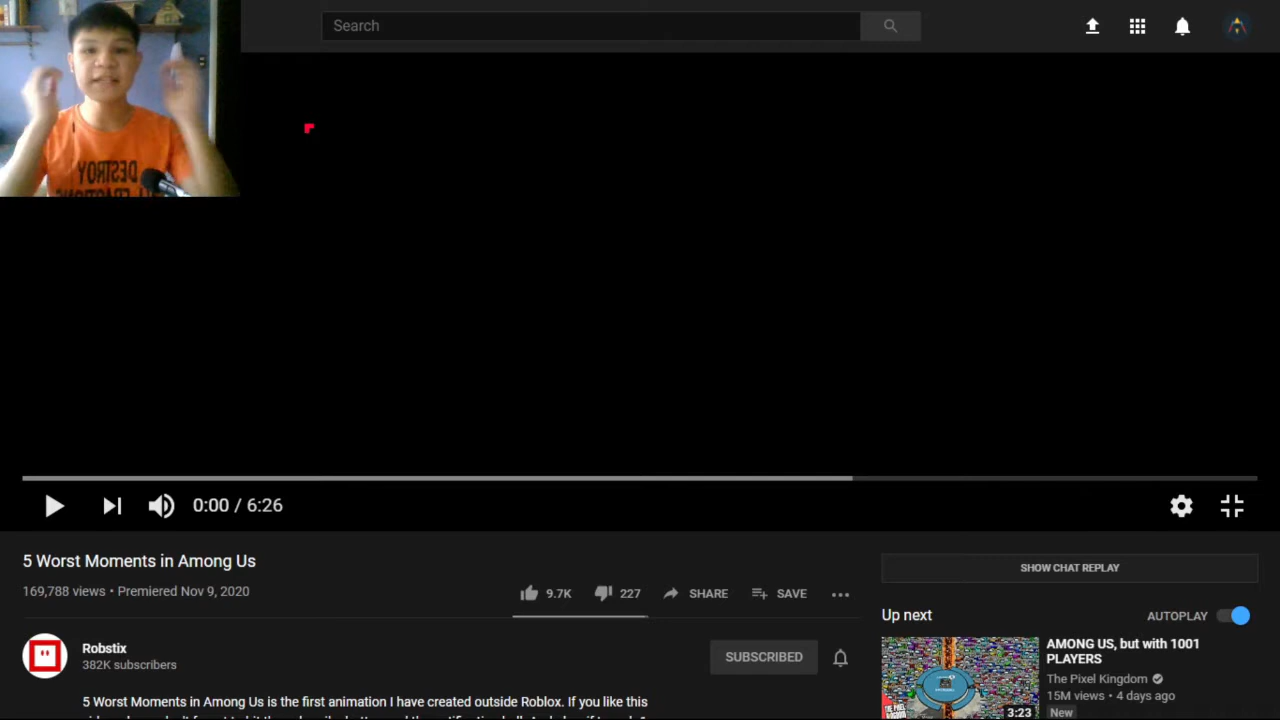 Search
DESTROY
0:00 / 6:26
5 Worst Moments in Among Us
169,788 views • Premiered Nov 9, 2020
9.7K
227
SHARE
SAVE
Robstix
382K subscribers
SUBSCRIBED
5 Worst Moments in Among Us is the first animation I have created outside Roblox. If you like this
SHOW CHAT REPLAY
Up next
AUTOPLAY
3:23
AMONG US, but with 1001
PLAYERS
The Pixel Kingdom
15M views • 4 days ago
New